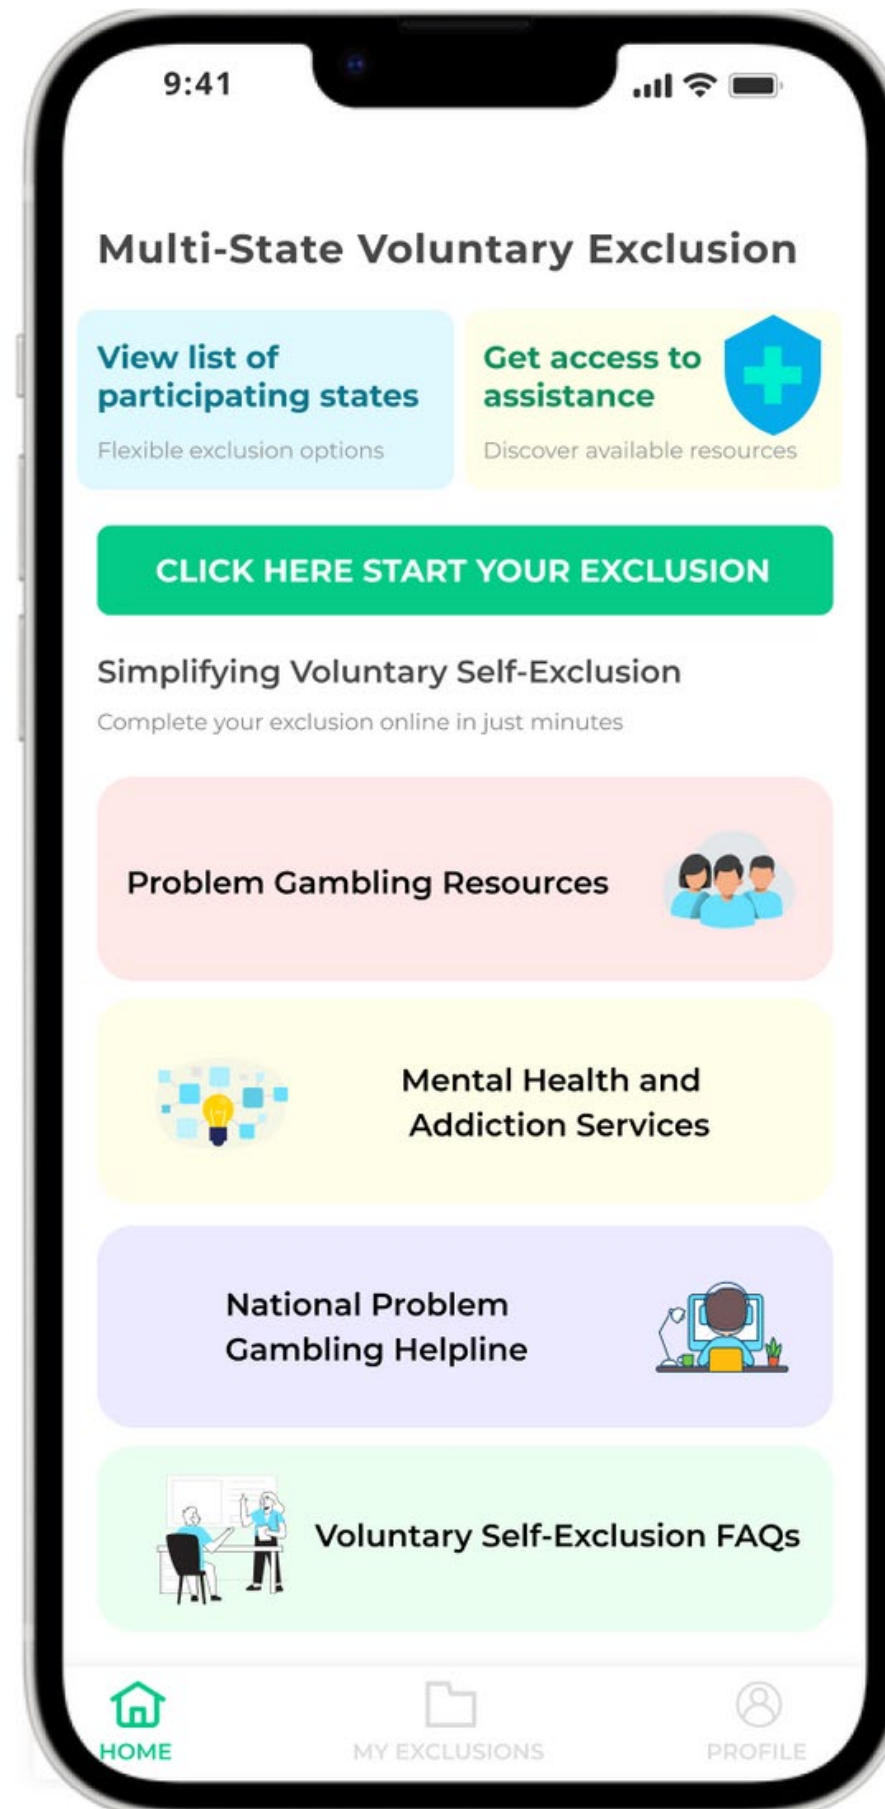 9:41
Multi-State Voluntary Exclusion
View list of
participating states
Flexible exclusion options
Get access to
assistance
Discover available resources
CLICK HERE START YOUR EXCLUSION
Simplifying Voluntary Self-Exclusion
Complete your exclusion online in just minutes
Problem Gambling Resources
Mental Health and
Addiction Services
National Problem
Gambling Helpline
Voluntary Self-Exclusion FAQs
HOME
MY EXCLUSIONS
PROFILE